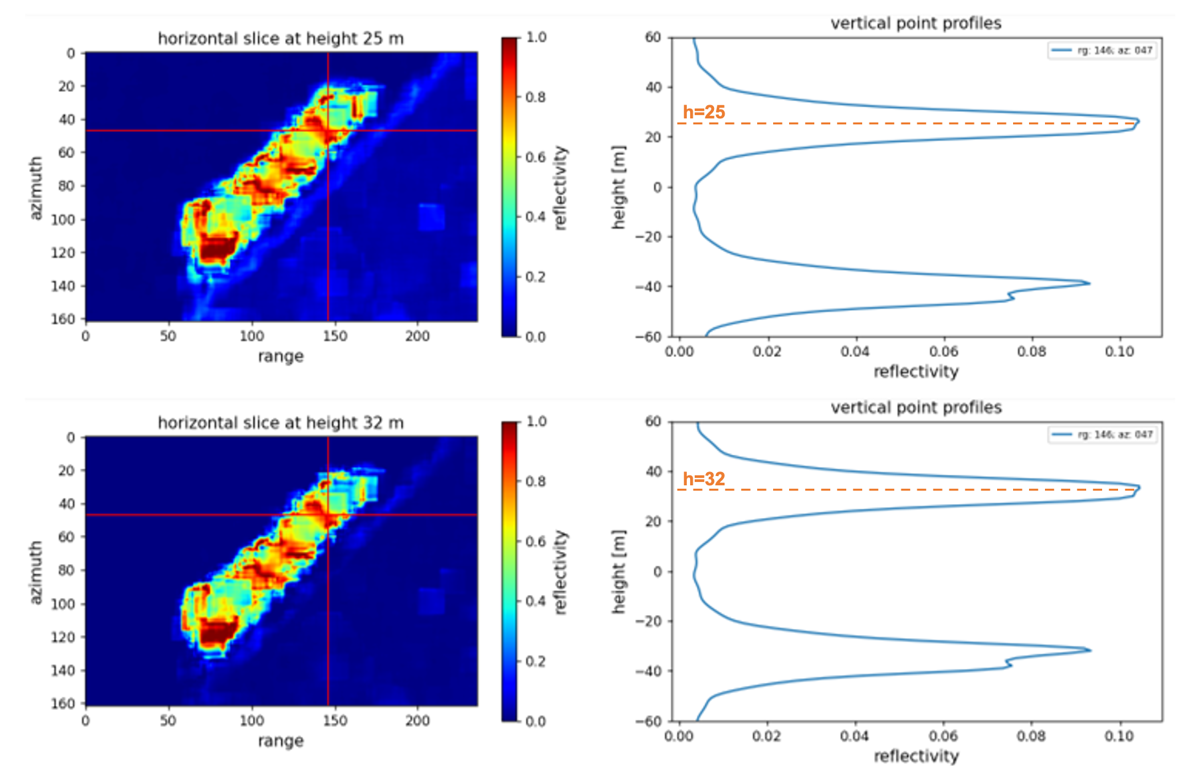 horizontal slice at height 25 m
0
20
40
60
80
100
120
140
160
azimuth
0 50 100 150 200
range
1.0
0.8
0.6
0.4
0.2
0.0
reflectivity
vertical point profiles
60
40
20
0
−20
−40
−60
height [m]
h=25
rg: 146; az: 047
0.00 0.02 0.04 0.06 0.08 0.10
reflectivity
horizontal slice at height 32 m
0
20
40
60
80
100
120
140
160
azimuth
0 50 100 150 200
range
1.0
0.8
0.6
0.4
0.2
0.0
reflectivity
vertical point profiles
60
40
20
0
−20
−40
−60
height [m]
h=32
rg: 146; az: 047
0.00 0.02 0.04 0.06 0.08 0.10
reflectivity